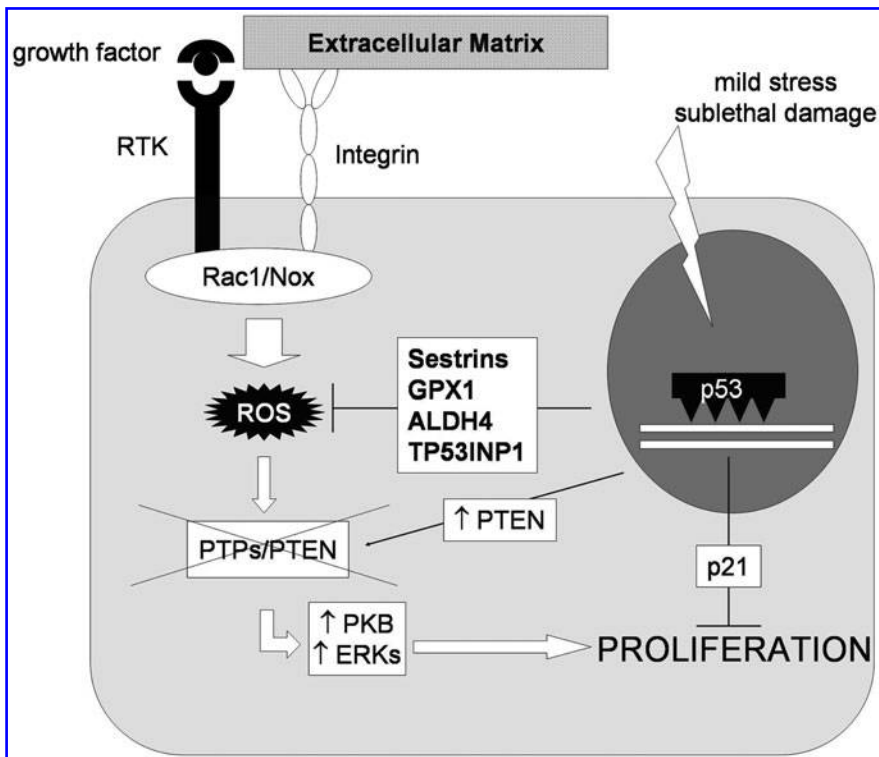 Extracellular Matrix
growth factor
mild stress
sublethal damage
RTK
Integrin
Rac1/Nox
Sestrins
GPX1
ALDH4
TP53INP1
ROS
p53
↑ PTEN
PTPs/PTEN
p21
↑ PKB
↑ ERKs
PROLIFERATION